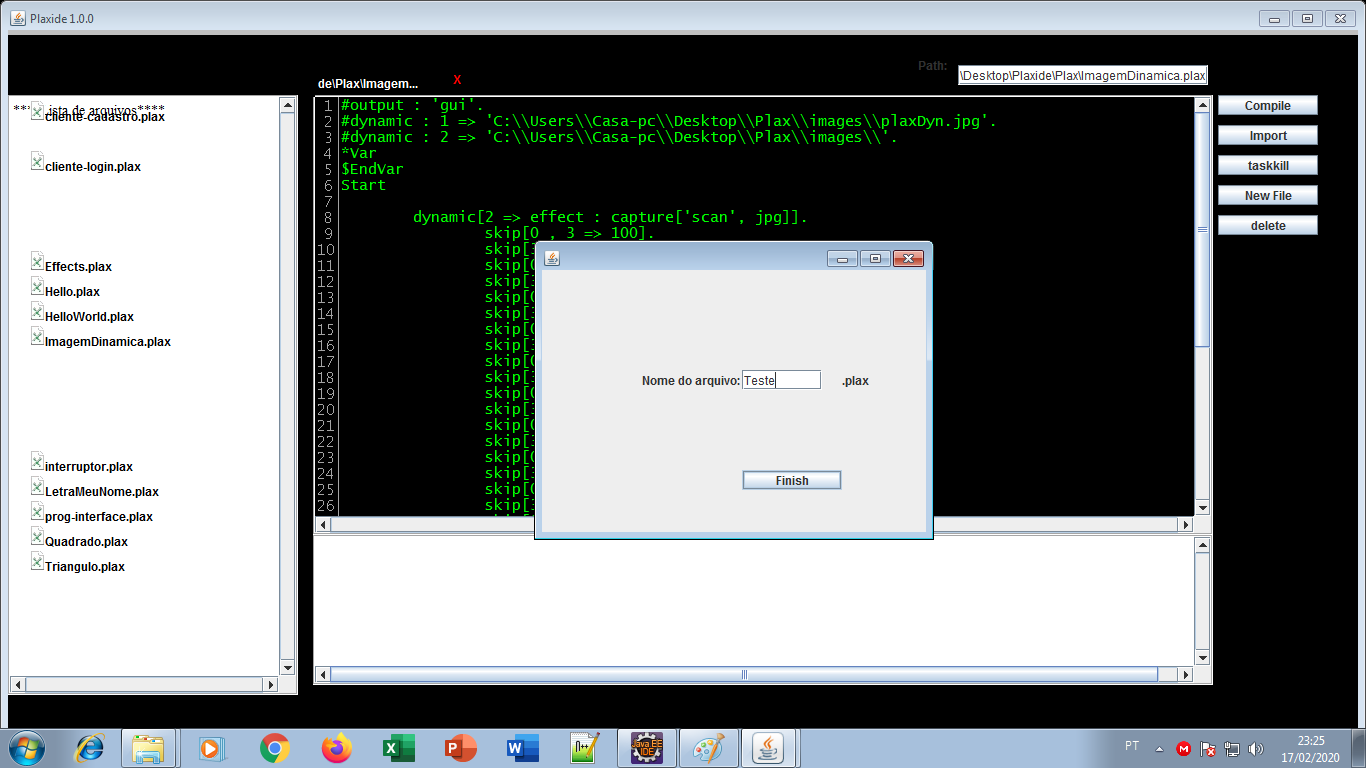 Plaxide 1.0.0
Path:
\Desktop\Plaxide\Plax\ImagemDinamica.plax
de\Plax\Imagem...
X
ista de arquivos****
cliente-cadastro.plax
cliente-login.plax
Effects.plax
Hello.plax
HelloWorld.plax
ImagemDinamica.plax
interruptor.plax
LetraMeuNome.plax
prog-interface.plax
Quadrado.plax
Triangulo.plax
1 #output : 'gui'.
2 #dynamic : 1 => 'C:\\Users\\Casa-pc\\Desktop\\Plax\\images\\plaxDyn.jpg'.
3 #dynamic : 2 => 'C:\\Users\\Casa-pc\\Desktop\\Plax\\images\\'.
4 *Var
5 $EndVar
6 Start
7
8 dynamic[2 => effect : capture['scan', jpg]].
9 skip[0 , 3 => 100].
10 skip[
11 skip[
12 skip[
13 skip[
14 skip[
15 skip[
16 skip[
17 skip[
18 skip[
19 skip[
20 skip[
21 skip[
22 skip[
23 skip[
24 skip[
25 skip[
26 skip[
Nome do arquivo:
Teste
.plax
Finish
Compile
Import
taskkill
New File
delete
Java EE
IDE
PT
23:25
17/02/2020